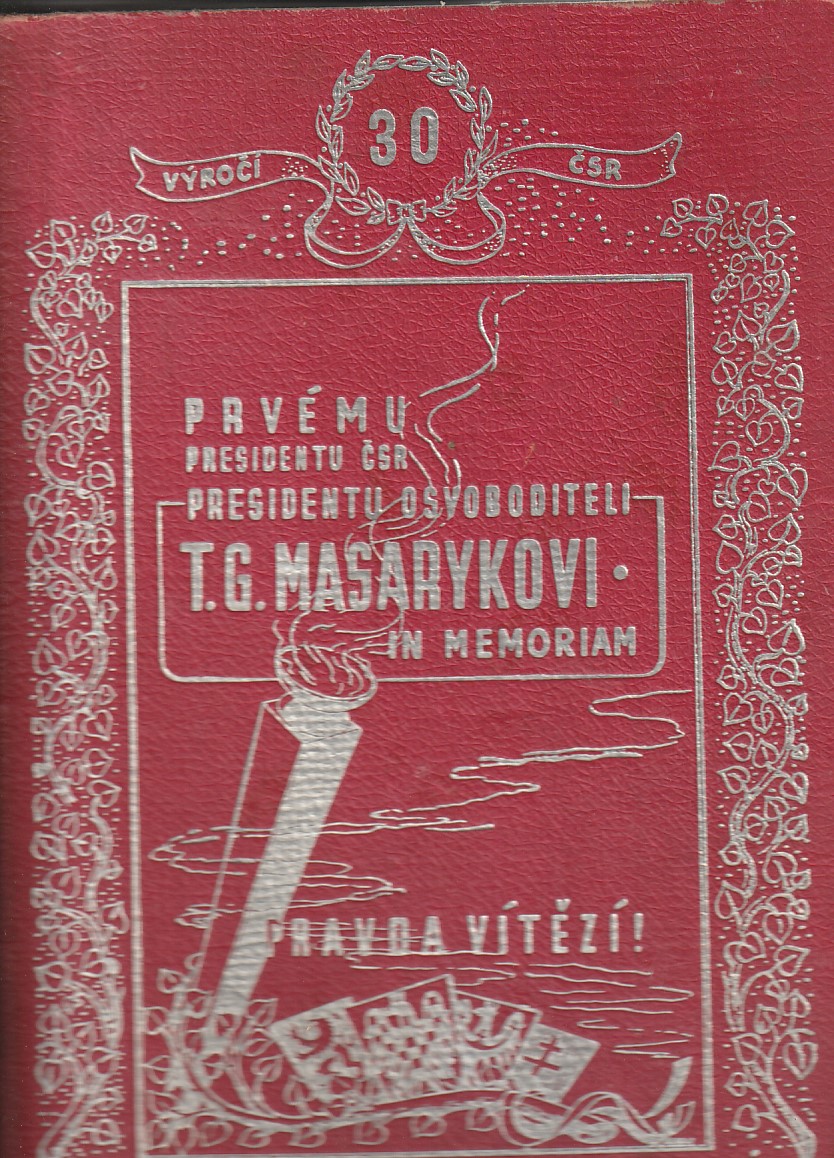 30
VÝROČÍ ČSR
PRVÉMU
PRESIDENTU ČSR
PRESIDENTU OSVOBODITELI
T.G. MASARYKOVI •
IN MEMORIAM
PRAVDA VÍTĚZÍ!